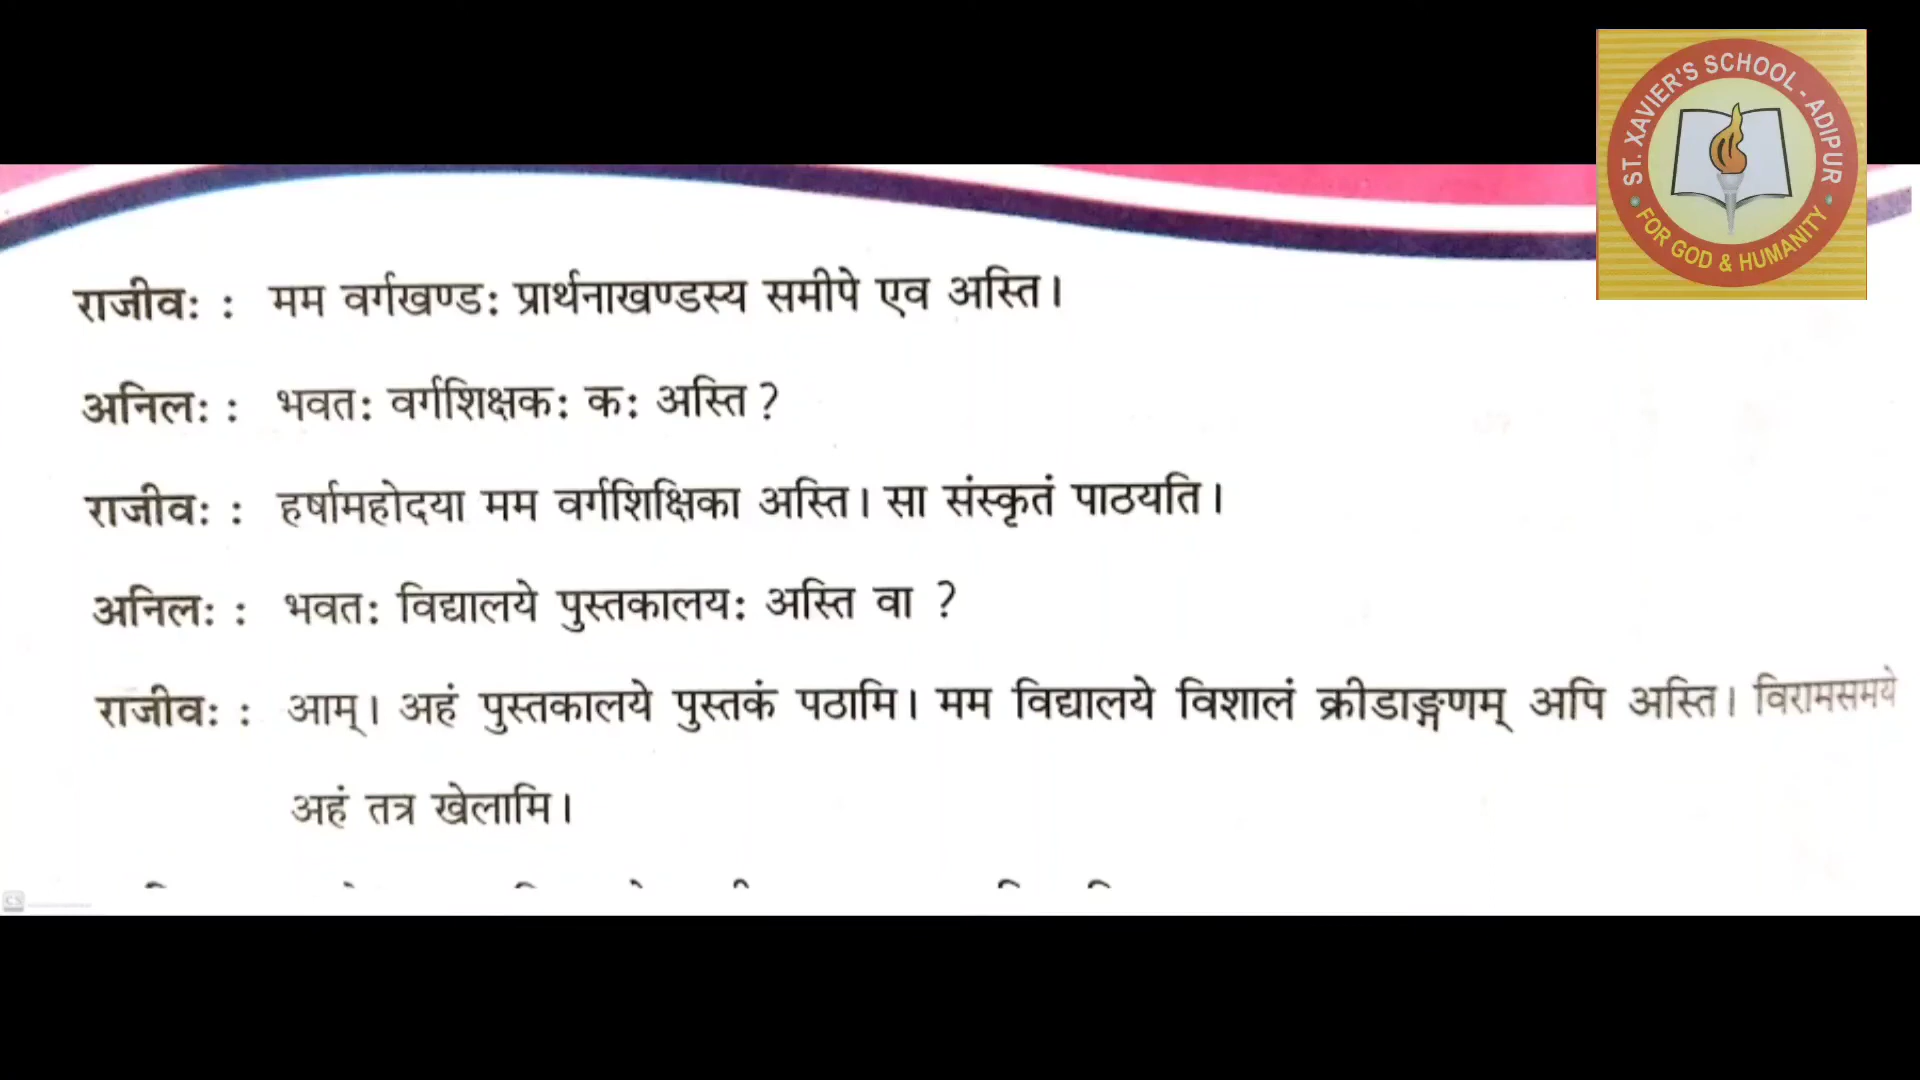 ST. XAVIER'S SCHOOL - ADIPUR
• FOR GOD & HUMANITY •
राजीवः : मम वर्गखण्डः प्रार्थनाखण्डस्य समीपे एव अस्ति।
अनिलः : भवतः वर्गशिक्षकः कः अस्ति ?
राजीवः : हर्षामहोदया मम वर्गशिक्षिका अस्ति। सा संस्कृतं पाठयति।
अनिलः : भवतः विद्यालये पुस्तकालयः अस्ति वा ?
राजीवः : आम्। अहं पुस्तकालये पुस्तकं पठामि। मम विद्यालये विशालं क्रीडाङ्गणम् अपि अस्ति। विरामसमये
अहं तत्र खेलामि।
CS